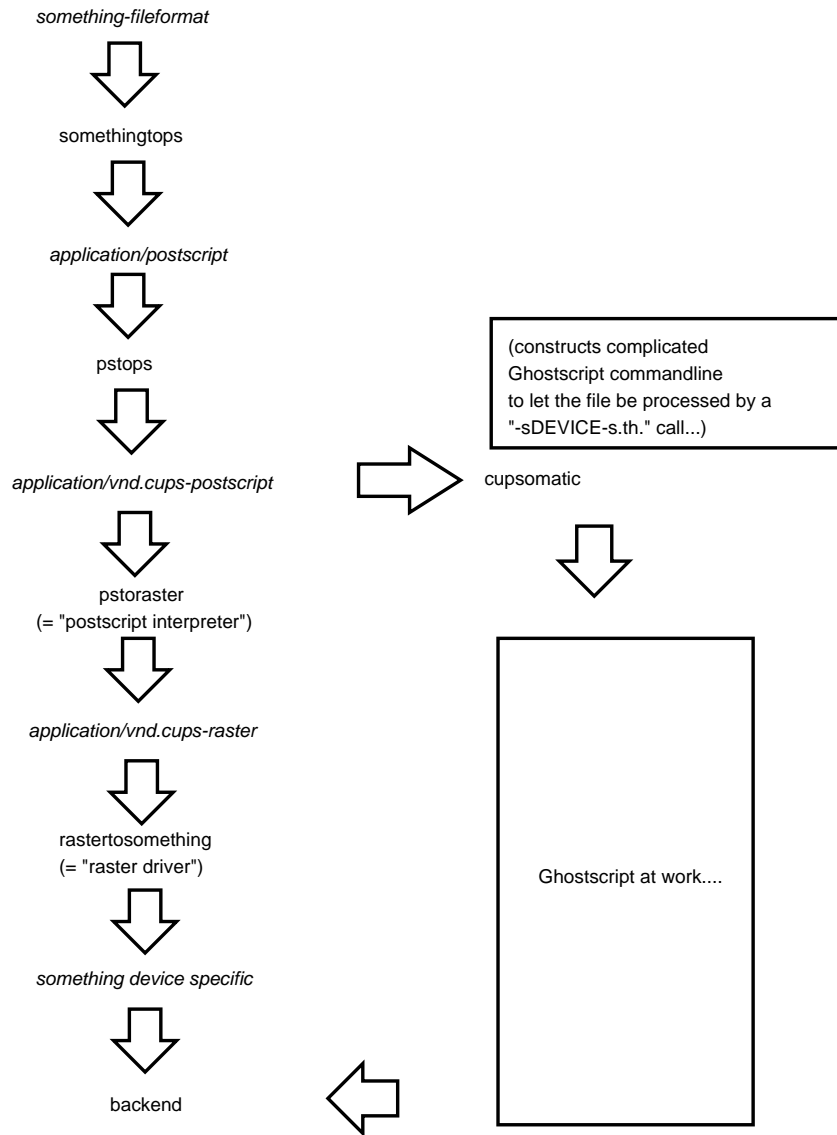 something-fileformat
somethingtops
application/postscript
pstops
application/vnd.cups-postscript
pstoraster
(= "postscript interpreter")
application/vnd.cups-raster
rastertosomething
(= "raster driver")
something device specific
backend
(constructs complicated
Ghostscript commandline
to let the file be processed by a
"-sDEVICE-s.th." call...)
cupsomatic
Ghostscript at work....